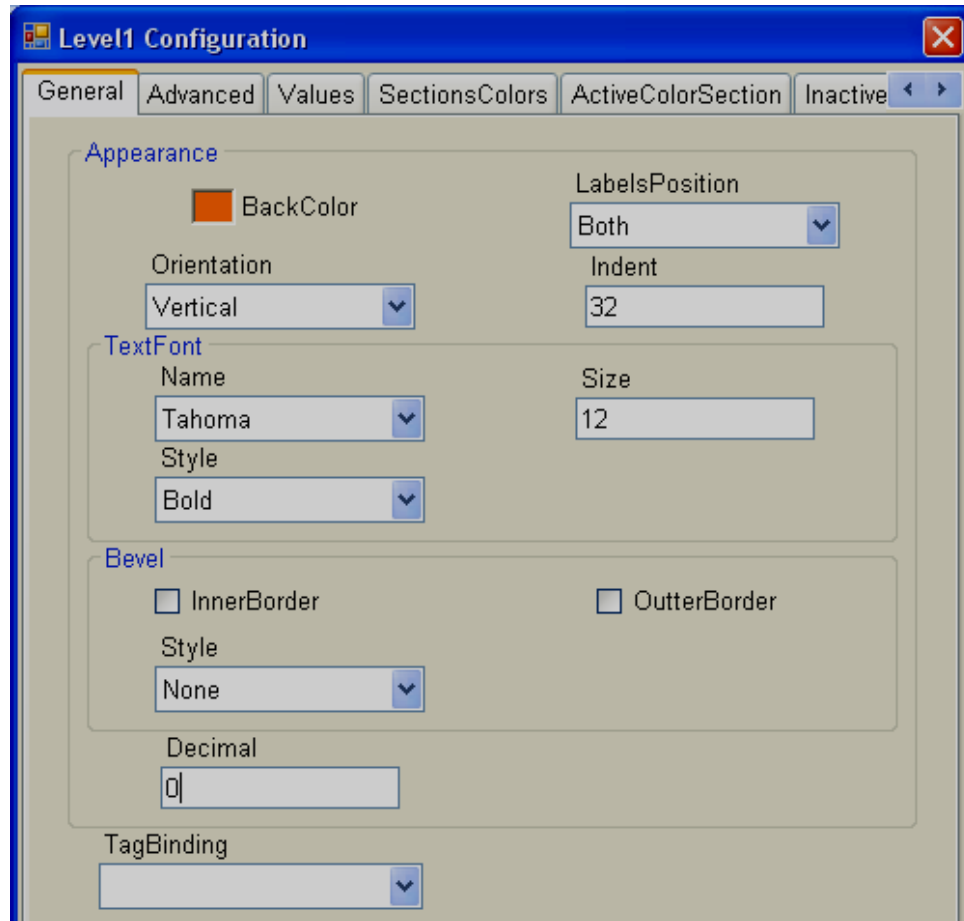 Level1 Configuration
General Advanced Values SectionsColors ActiveColorSection Inactive
Appearance
BackColor
LabelsPosition
Both
Orientation
Vertical
Indent
32
TextFont
Name
Tahoma
Size
12
Style
Bold
Bevel
InnerBorder
OutterBorder
Style
None
Decimal
0
TagBinding